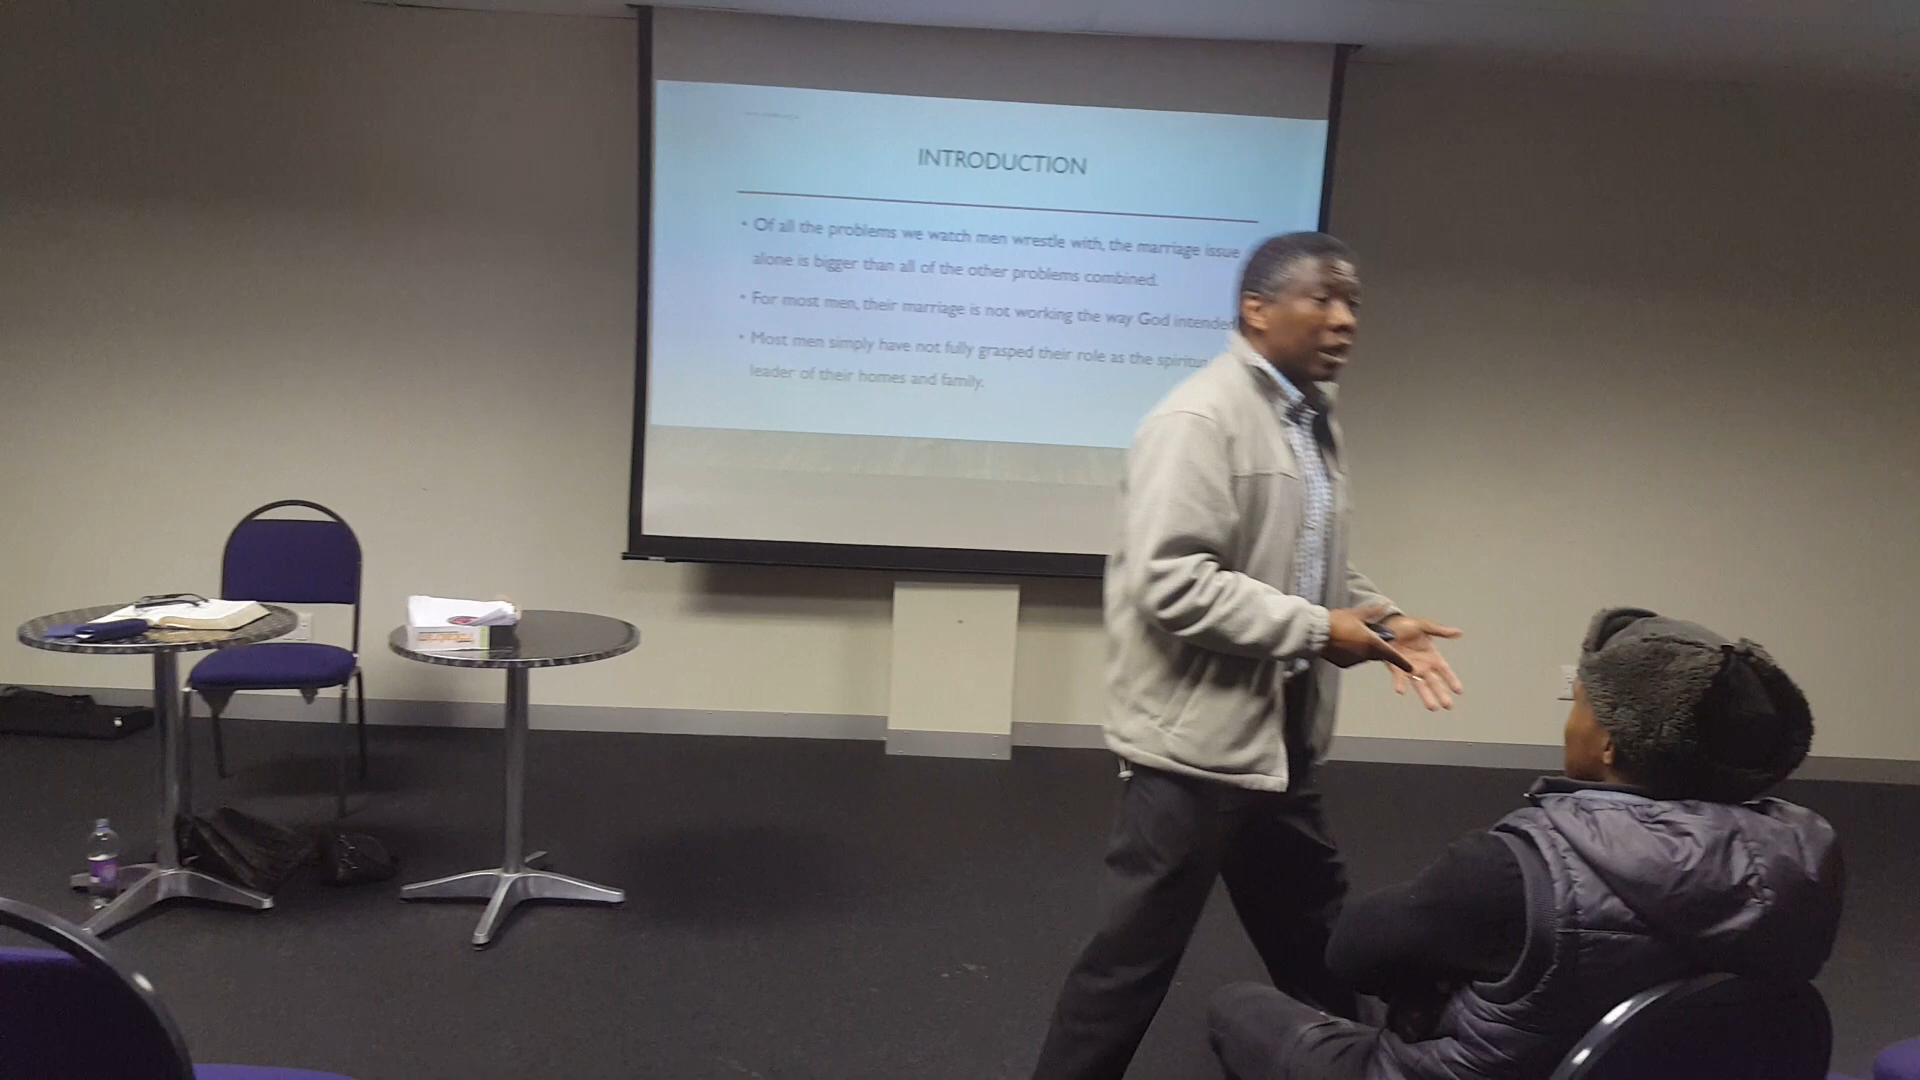 INTRODUCTION
• Of all the problems we watch men wrestle with, the marriage issue
alone is bigger than all of the other problems combined.
• For most men, their marriage is not working the way God intended
• Most men simply have not fully grasped their role as the
leader of their homes and family.